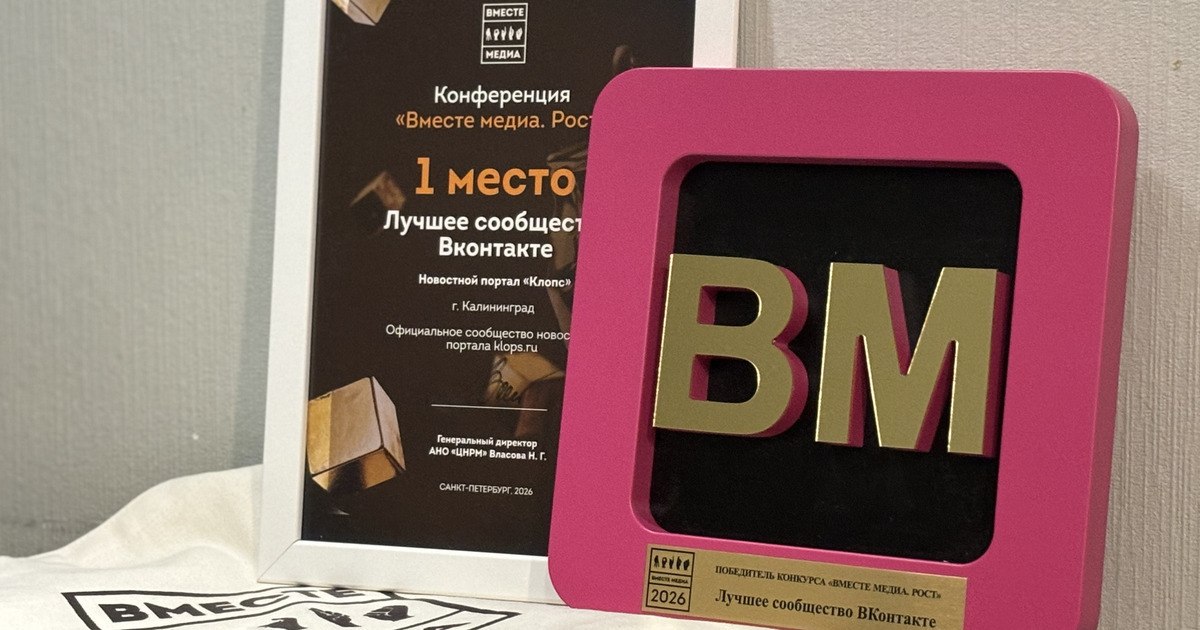 ВМЕСТЕ
МЕДИА
Конференция
«Вместе медиа. Рост
1 место
Лучшее сообщест
Вконтакте
Новостной портал «Клопс»
г. Калининград
Официальное сообщество новос
портала klops.ru
Генеральный директор
АНО «ЦНРМ» Власова Н. Г.
САНКТ-ПЕТЕРБУРГ. 2026
ВМ
ВМЕСТЕ МЕДИА
2026
ПОБЕДИТЕЛЬ КОНКУРСА «ВМЕСТЕ МЕДИА. РОСТ»
Лучшее сообщество ВКонтакте
ВМЕСТЕ